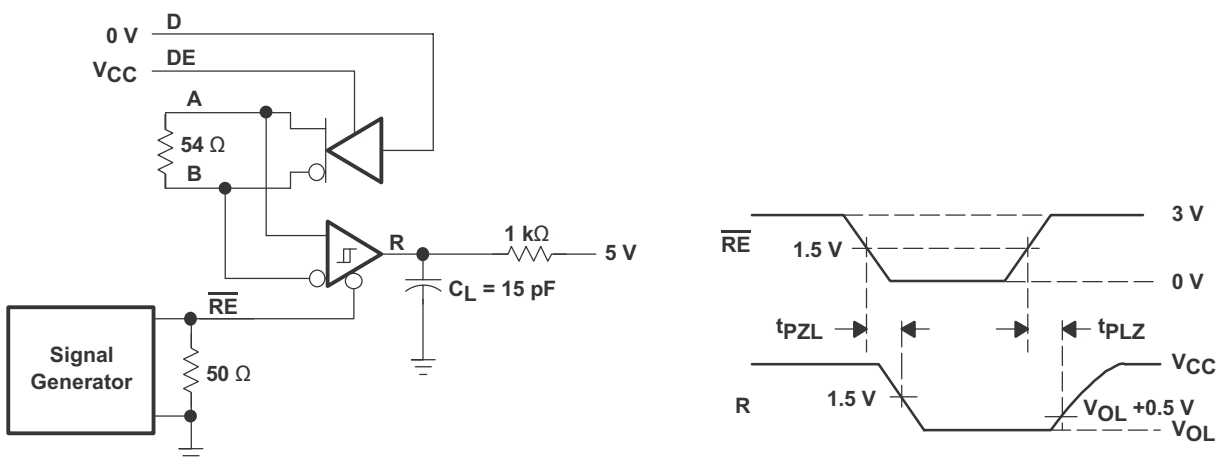 0 V
D
VCC
DE
A
54 Ω
B
R
1 kΩ
5 V
CL = 15 pF
RE
Signal
Generator
50 Ω
RE
3 V
1.5 V
0 V
tPZL
tPLZ
R
VCC
1.5 V
VOL +0.5 V
VOL